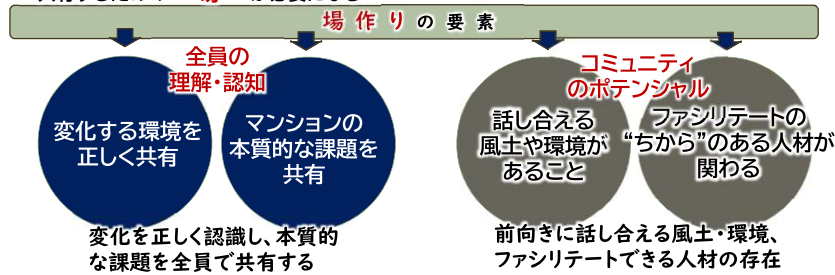 場作りの要素
全員の
理解・認知
変化する環境を
正しく共有
マンションの
本質的な課題を
共有
変化を正しく認識し、本質的
な課題を全員で共有する
コミュニティ
のポテンシャル
話し合える
風土や環境が
あること
ファシリテートの
“ちから”のある人材が
関わる
前向きに話し合える風土・環境、
ファシリテートできる人材の存在